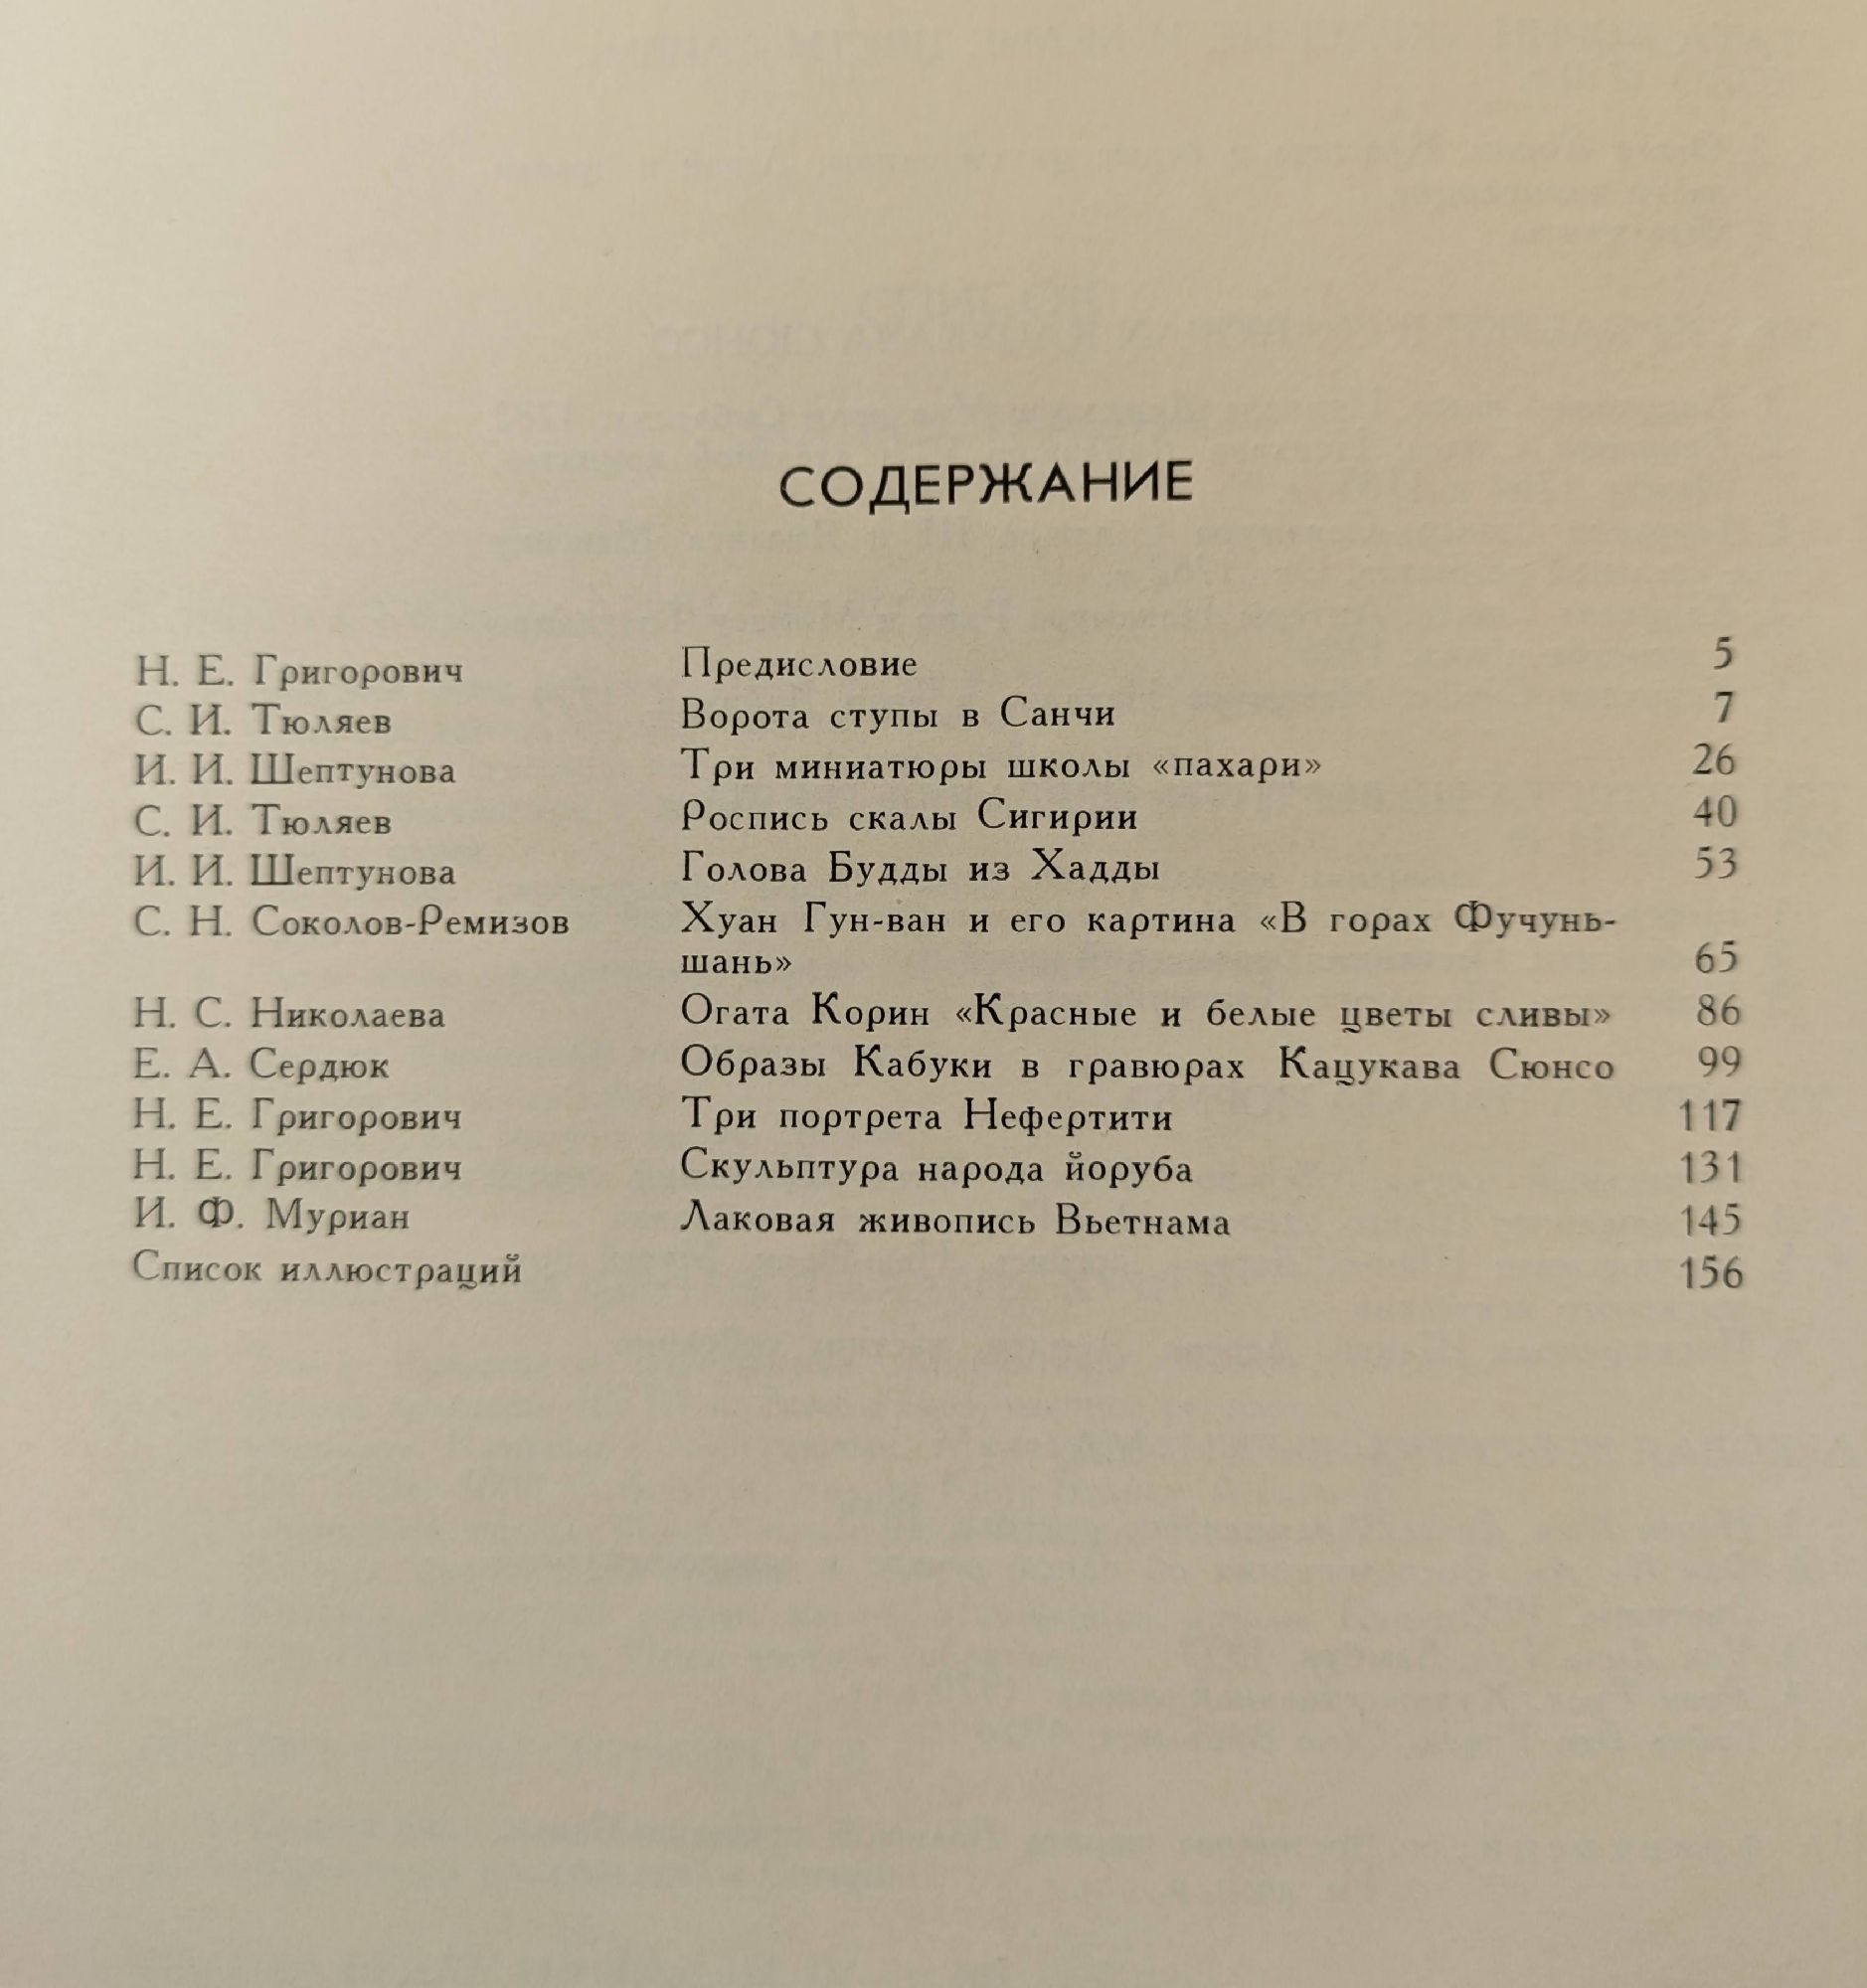 СОДЕРЖАНИЕ
Н. Е. Григорович Предисловие 5
С. И. Тюляев Ворота ступы в Санчи 7
И. И. Шептунова Три миниатюры школы «пахари» 26
С. И. Тюляев Роспись скалы Сигирии 40
И. И. Шептунова Голова Будды из Хадды 53
С. Н. Соколов-Ремизов Хуан Гун-ван и его картина «В горах Фучунь-
шань» 65
Н. С. Николаева Огата Корин «Красные и белые цветы сливы» 86
Е. А. Сердюк Образы Кабуки в гравюрах Кацукава Сюнсо 99
Н. Е. Григорович Три портрета Нефертити 117
Н. Е. Григорович Скульптура народа йоруба 131
И. Ф. Муриан Лаковая живопись Вьетнама 145
Список иллюстраций 156